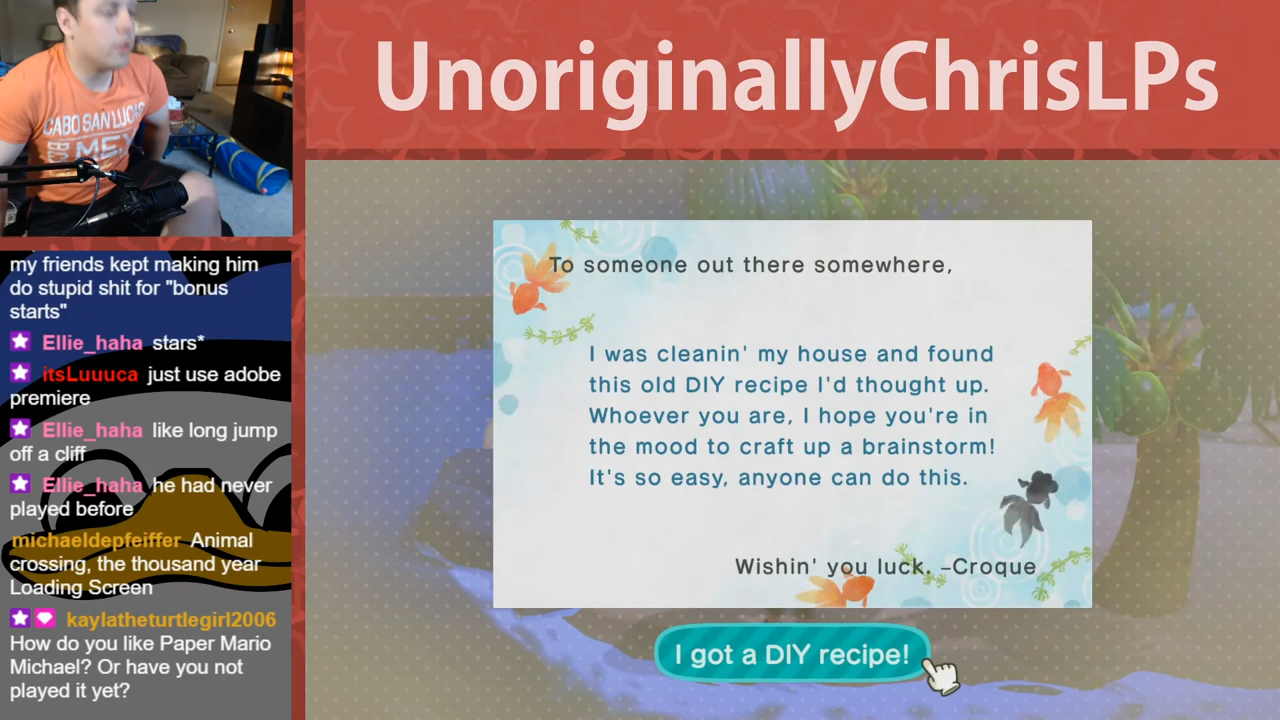 UnoriginallyChrisLPs
CABO SAN LUCAS
my friends kept making him
do stupid shit for "bonus
starts"
Ellie_haha stars*
itsLuuuca just use adobe
premiere
Ellie_haha like long jump
off a cliff
Ellie_haha he had never
played before
michaeldepfeiffer Animal
crossing, the thousand year
Loading Screen
kaylatheturtlegirl2006
How do you like Paper Mario
Michael? Or have you not
played it yet?
To someone out there somewhere,
I was cleanin' my house and found
this old DIY recipe I'd thought up.
Whoever you are, I hope you're in
the mood to craft up a brainstorm!
It's so easy, anyone can do this.
Wishin' you luck. –Croque
I got a DIY recipe!